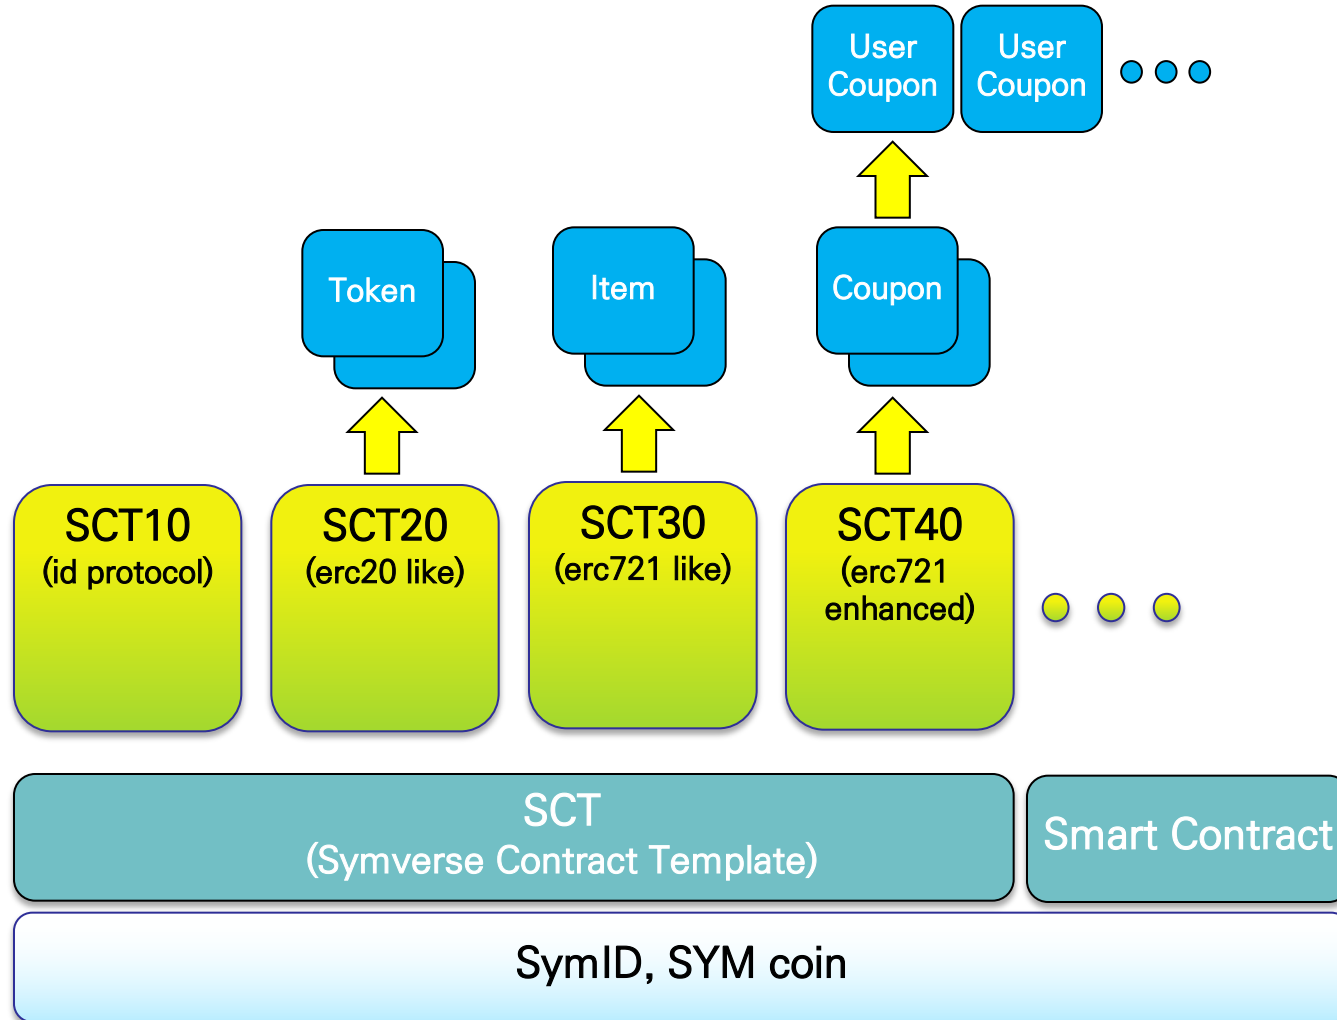 User
Coupon
User
Coupon
Token
Item
Coupon
SCT10
(id protocol)
SCT20
(erc20 like)
SCT30
(erc721 like)
SCT40
(erc721
enhanced)
SCT
(Symverse Contract Template)
Smart Contract
SymID, SYM coin